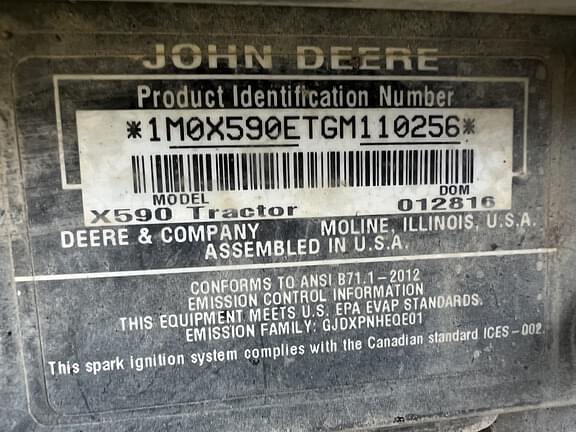 JOHN DEERE
Product Identification Number
*1M0X590ETGM110256*
MODEL DOM
X590 Tractor 012816
DEERE & COMPANY MOLINE, ILLINOIS, U.S.A.
ASSEMBLED IN U.S.A.
CONFORMS TO ANSI B71.1-2012
EMISSION CONTROL INFORMATION
THIS EQUIPMENT MEETS U.S. EPA EVAP STANDARDS.
EMISSION FAMILY: GJDXPNHEQE01
This spark ignition system complies with the Canadian standard ICES-002.